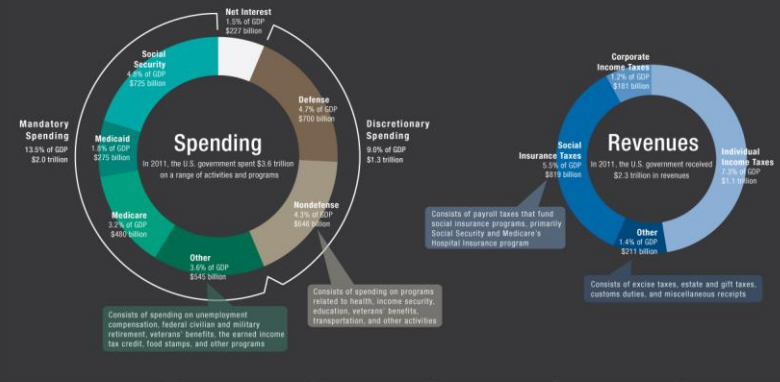 Net Interest
1.5% of GDP
$227 billion
Social
Security
4.8% of GDP
$725 billion
Defense
4.7% of GDP
$700 billion
Mandatory
Spending
13.5% of GDP
$2.0 trillion
Medicaid
1.8% of GDP
$275 billion
Spending
In 2011, the U.S. government spent $3.6 trillion
on a range of activities and programs
Discretionary
Spending
9.0% of GDP
$1.3 trillion
Medicare
3.2% of GDP
$480 billion
Nondefense
4.3% of GDP
$646 billion
Other
3.6% of GDP
$545 billion
Consists of spending on unemployment
compensation, federal civilian and military
retirement, veterans' benefits, the earned income
tax credit, food stamps, and other programs
Consists of spending on programs
related to health, income security,
education, veterans' benefits,
transportation, and other activities
Corporate
Income Taxes
1.2% of GDP
$181 billion
Social
Insurance Taxes
5.5% of GDP
$819 billion
Revenues
In 2011, the U.S. government received
$2.3 trillion in revenues
Individual
Income Taxes
7.3% of GDP
$1.1 trillion
Consists of payroll taxes that fund
social insurance programs, primarily
Social Security and Medicare's
Hospital Insurance program
Other
1.4% of GDP
$211 billion
Consists of excise taxes, estate and gift taxes,
customs duties, and miscellaneous receipts